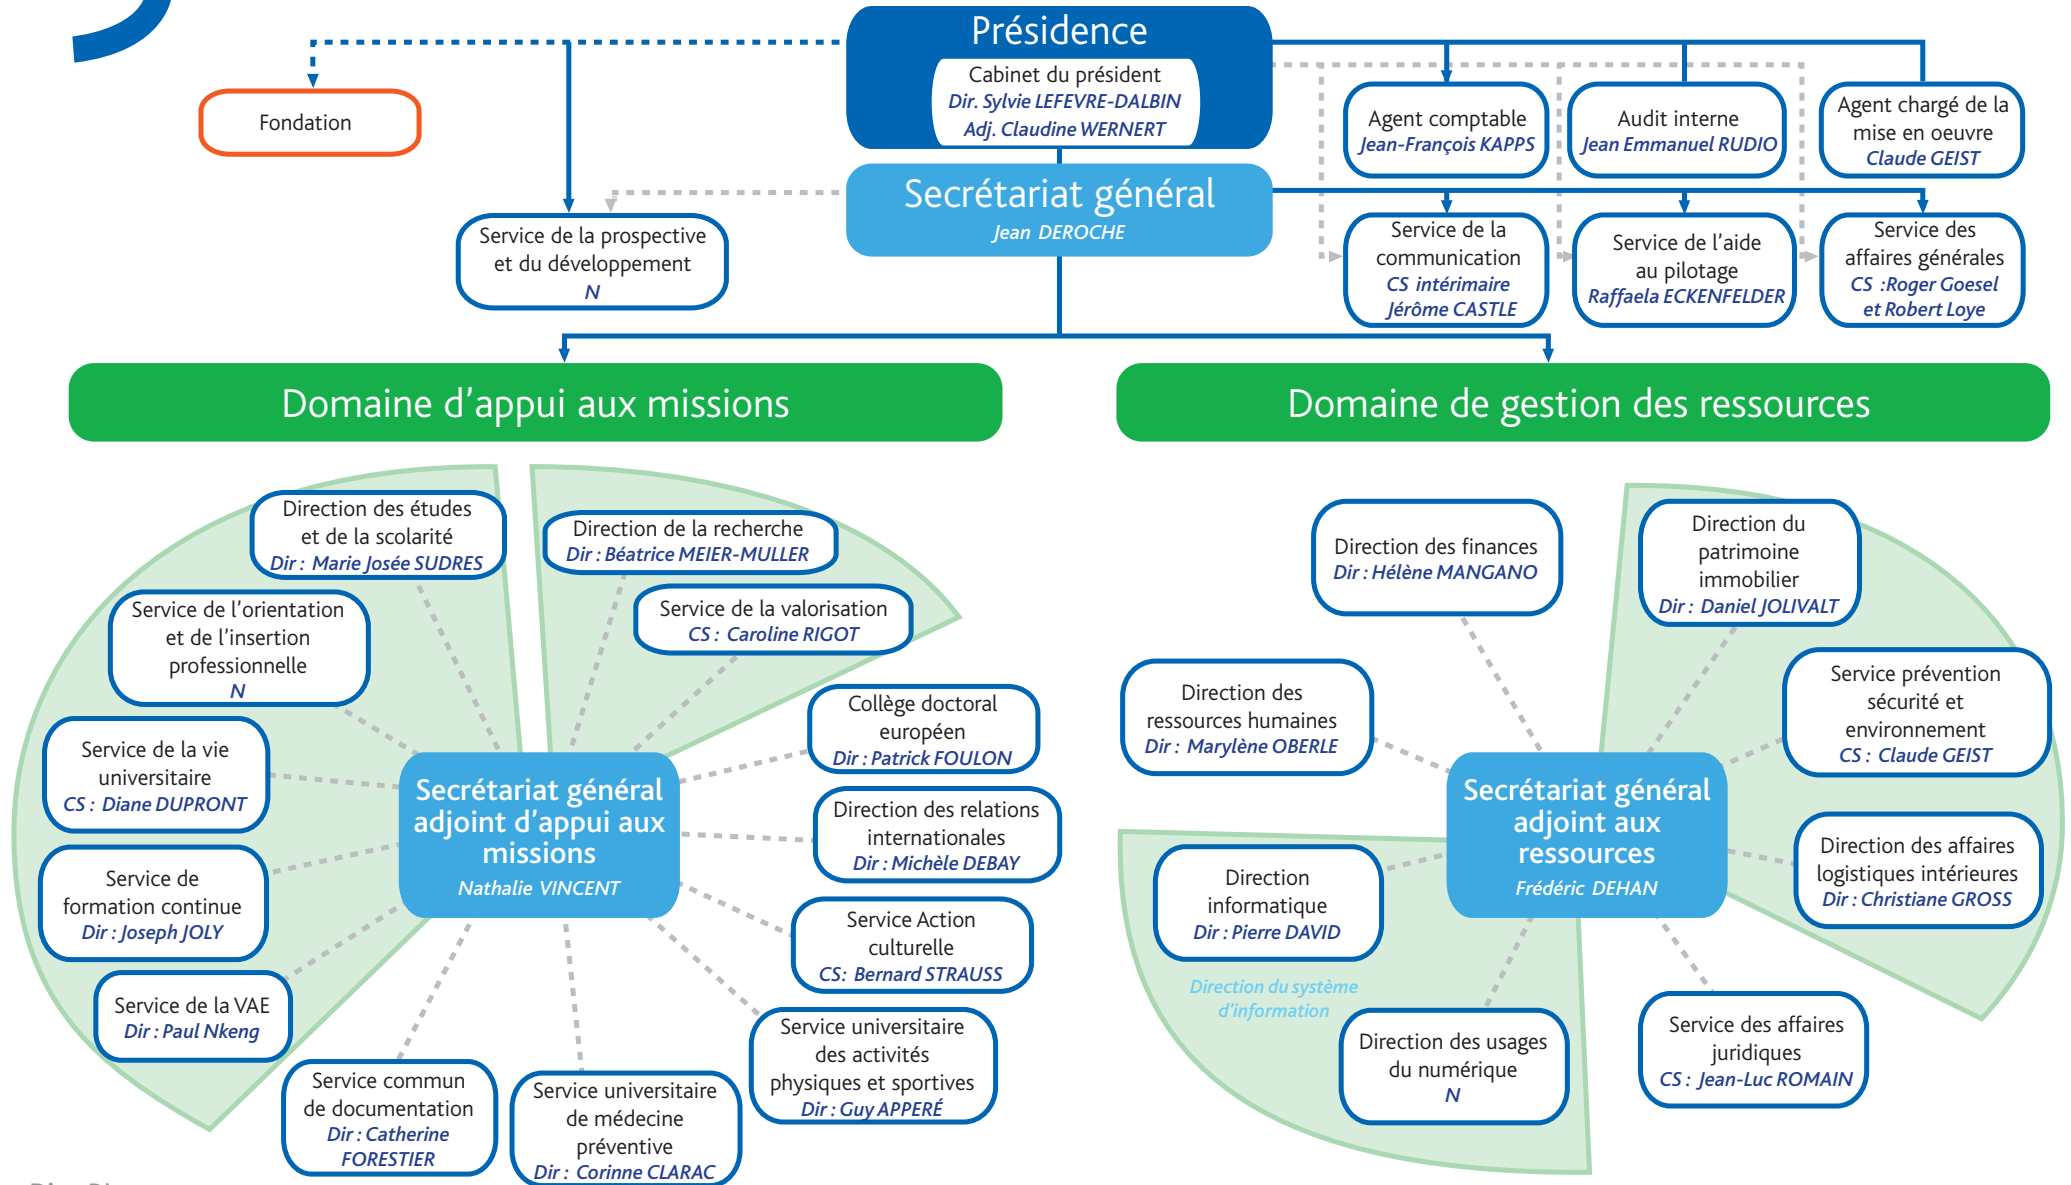 Présidence
Cabinet du président
Dir. Sylvie LEFEVRE-DALBIN
Adj. Claudine WERNERT
Fondation
Agent comptable
Jean-François KAPPS
Audit interne
Jean Emmanuel RUDIO
Agent chargé de la
mise en oeuvre
Claude GEIST
Secrétariat général
Jean DEROCHE
Service de la prospective
et du développement
N
Service de la
communication
CS intérimaire
Jérôme CASTLE
Service de l'aide
au pilotage
Raffaela ECKENFELDER
Service des
affaires générales
CS :Roger Goesel
et Robert Loye
Domaine d'appui aux missions
Domaine de gestion des ressources
Direction des études
et de la scolarité
Dir : Marie Josée SUDRES
Direction de la recherche
Dir : Béatrice MEIER-MULLER
Service de l'orientation
et de l'insertion
professionnelle
N
Service de la valorisation
CS : Caroline RIGOT
Service de la vie
universitaire
CS : Diane DUPRONT
Collège doctoral
européen
Dir : Patrick FOULON
Secrétariat général
adjoint d'appui aux
missions
Nathalie VINCENT
Direction des relations
internationales
Dir : Michèle DEBAY
Service de
formation continue
Dir : Joseph JOLY
Service Action
culturelle
CS: Bernard STRAUSS
Service de la VAE
Dir : Paul Nkeng
Service universitaire
des activités
physiques et sportives
Dir : Guy APPERÉ
Service commun
de documentation
Dir : Catherine
FORESTIER
Service universitaire
de médecine
préventive
Dir : Corinne CLARAC
Direction des finances
Dir : Hélène MANGANO
Direction du
patrimoine
immobilier
Dir : Daniel JOLIVALT
Direction des
ressources humaines
Dir : Marylène OBERLE
Service prévention
sécurité et
environnement
CS : Claude GEIST
Secrétariat général
adjoint aux
ressources
Frédéric DEHAN
Direction des affaires
logistiques intérieures
Dir : Christiane GROSS
Direction
informatique
Dir : Pierre DAVID
Direction du système
d'information
Direction des usages
du numérique
N
Service des affaires
juridiques
CS : Jean-Luc ROMAIN